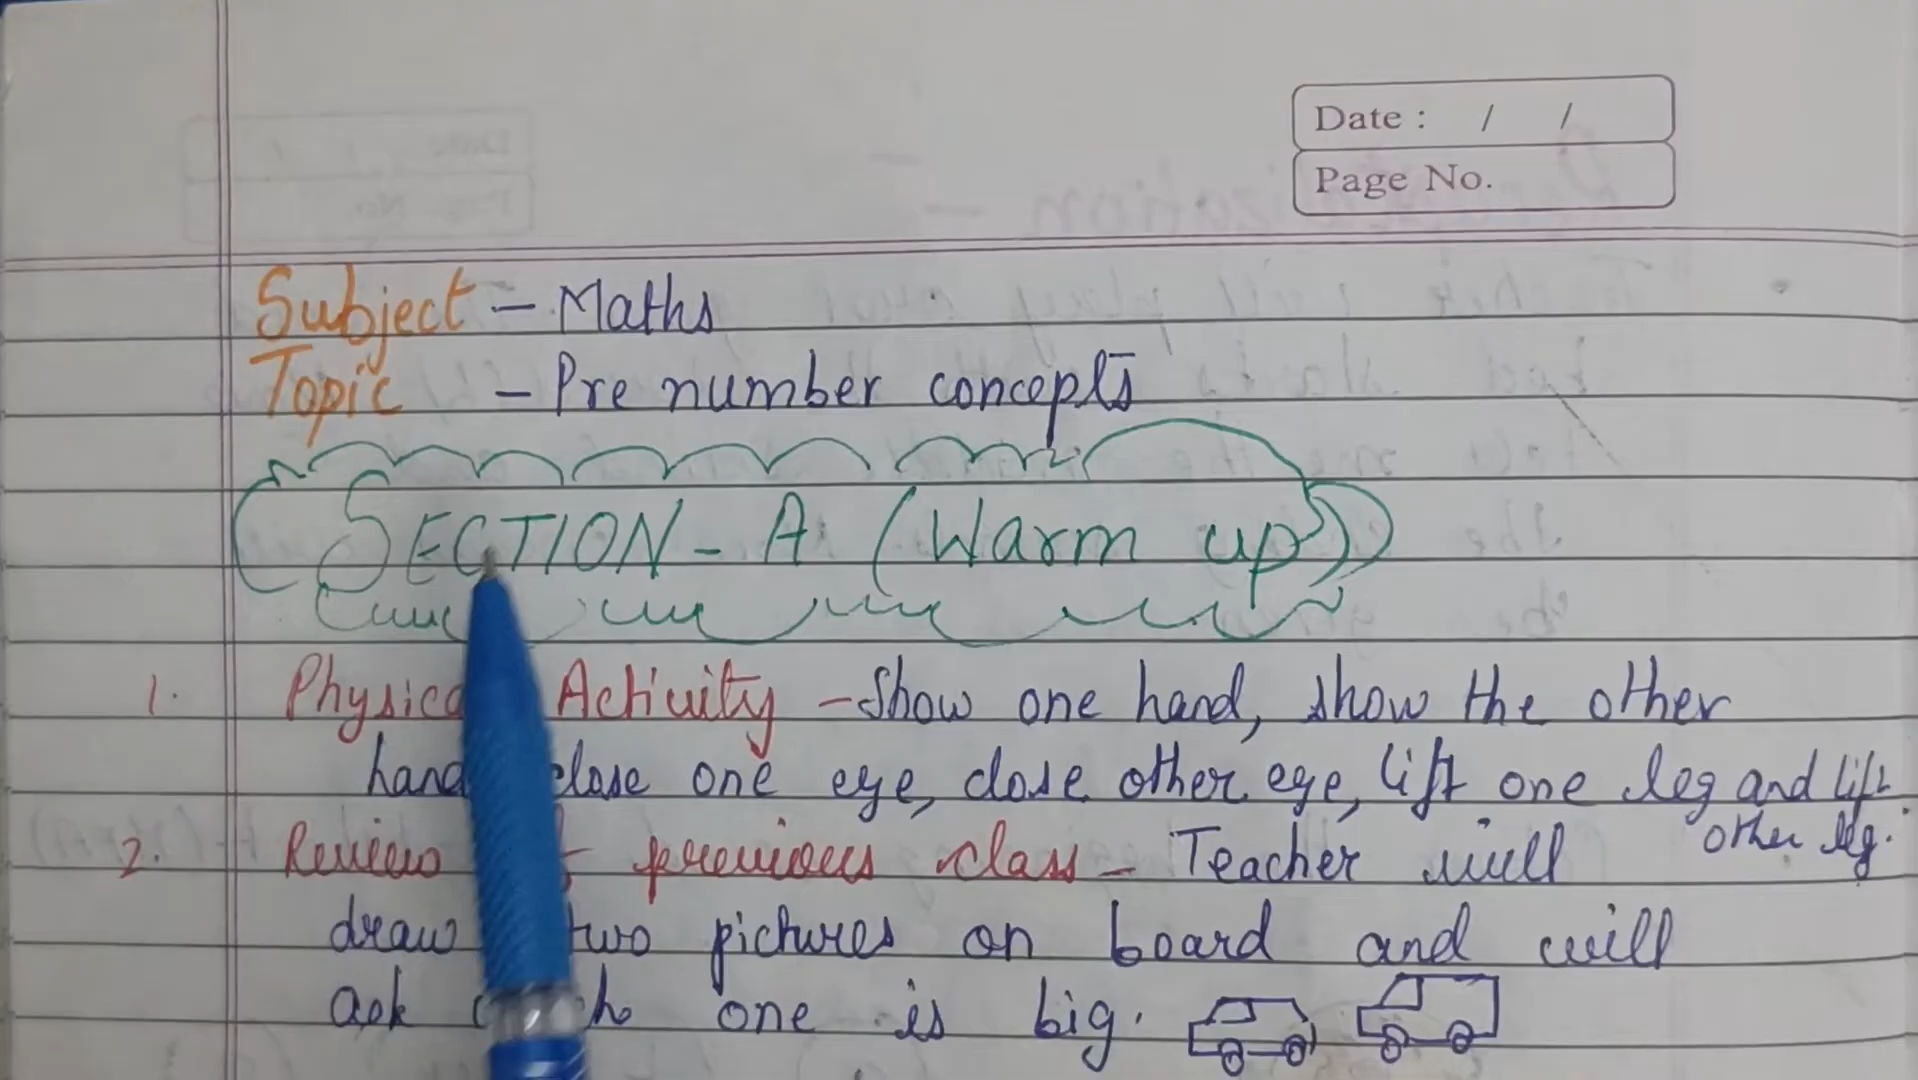 Date : / /
Page No.
Subject - Maths
Topic - Pre number concepts
SECTION - A (Warm up)
1. Physica Activity - Show one hand, show the other
hand close one eye, close other eye, lift one leg and lift
other leg.
2. Review of previous class - Teacher will
draw two pictures on board and will
ask one is big.